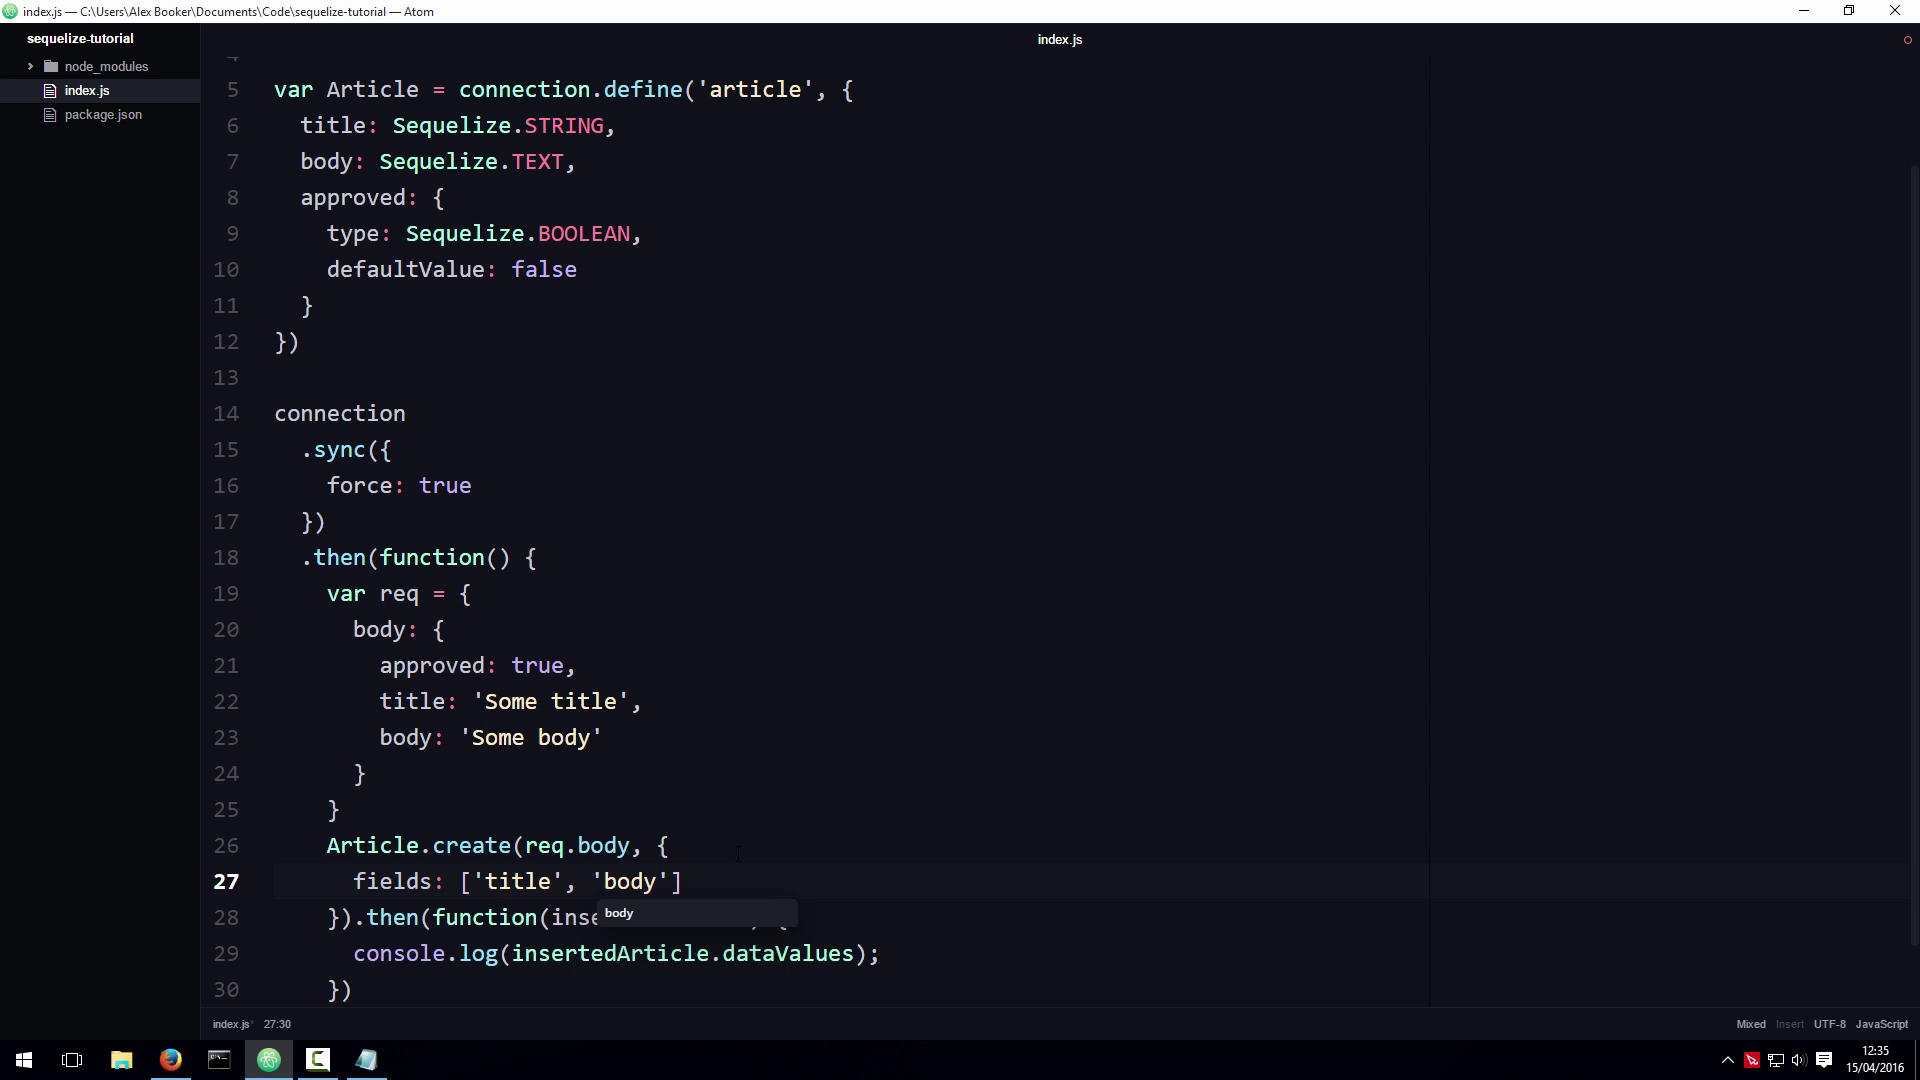 index.js — C:\Users\Alex Booker\Documents\Code\sequelize-tutorial — Atom
sequelize-tutorial
node_modules
index.js
package.json
index.js
4
5 var Article = connection.define('article', {
6 title: Sequelize.STRING,
7 body: Sequelize.TEXT,
8 approved: {
9 type: Sequelize.BOOLEAN,
10 defaultValue: false
11 }
12 })
13
14 connection
15 .sync({
16 force: true
17 })
18 .then(function() {
19 var req = {
20 body: {
21 approved: true,
22 title: 'Some title',
23 body: 'Some body'
24 }
25 }
26 Article.create(req.body, {
27 fields: ['title', 'body']
body
28 }).then(function(inse ) {
29 console.log(insertedArticle.dataValues);
30 })
index.js* 27:30
Mixed Insert UTF-8 JavaScript
12:35
15/04/2016